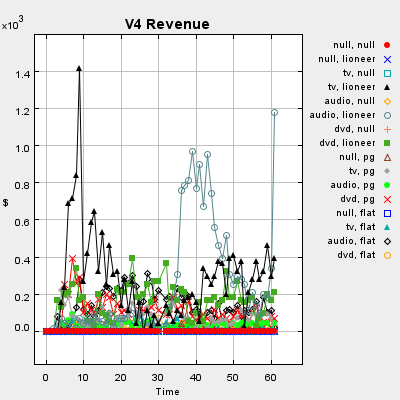 V4 Revenue
×10³
1.4
1.2
1.0
0.8
0.6
0.4
0.2
0.0
$
0 10 20 30 40 50 60
Time
null, null
null, lioneer
tv, null
tv, lioneer
audio, null
audio, lioneer
dvd, null
dvd, lioneer
null, pg
tv, pg
audio, pg
dvd, pg
null, flat
tv, flat
audio, flat
dvd, flat